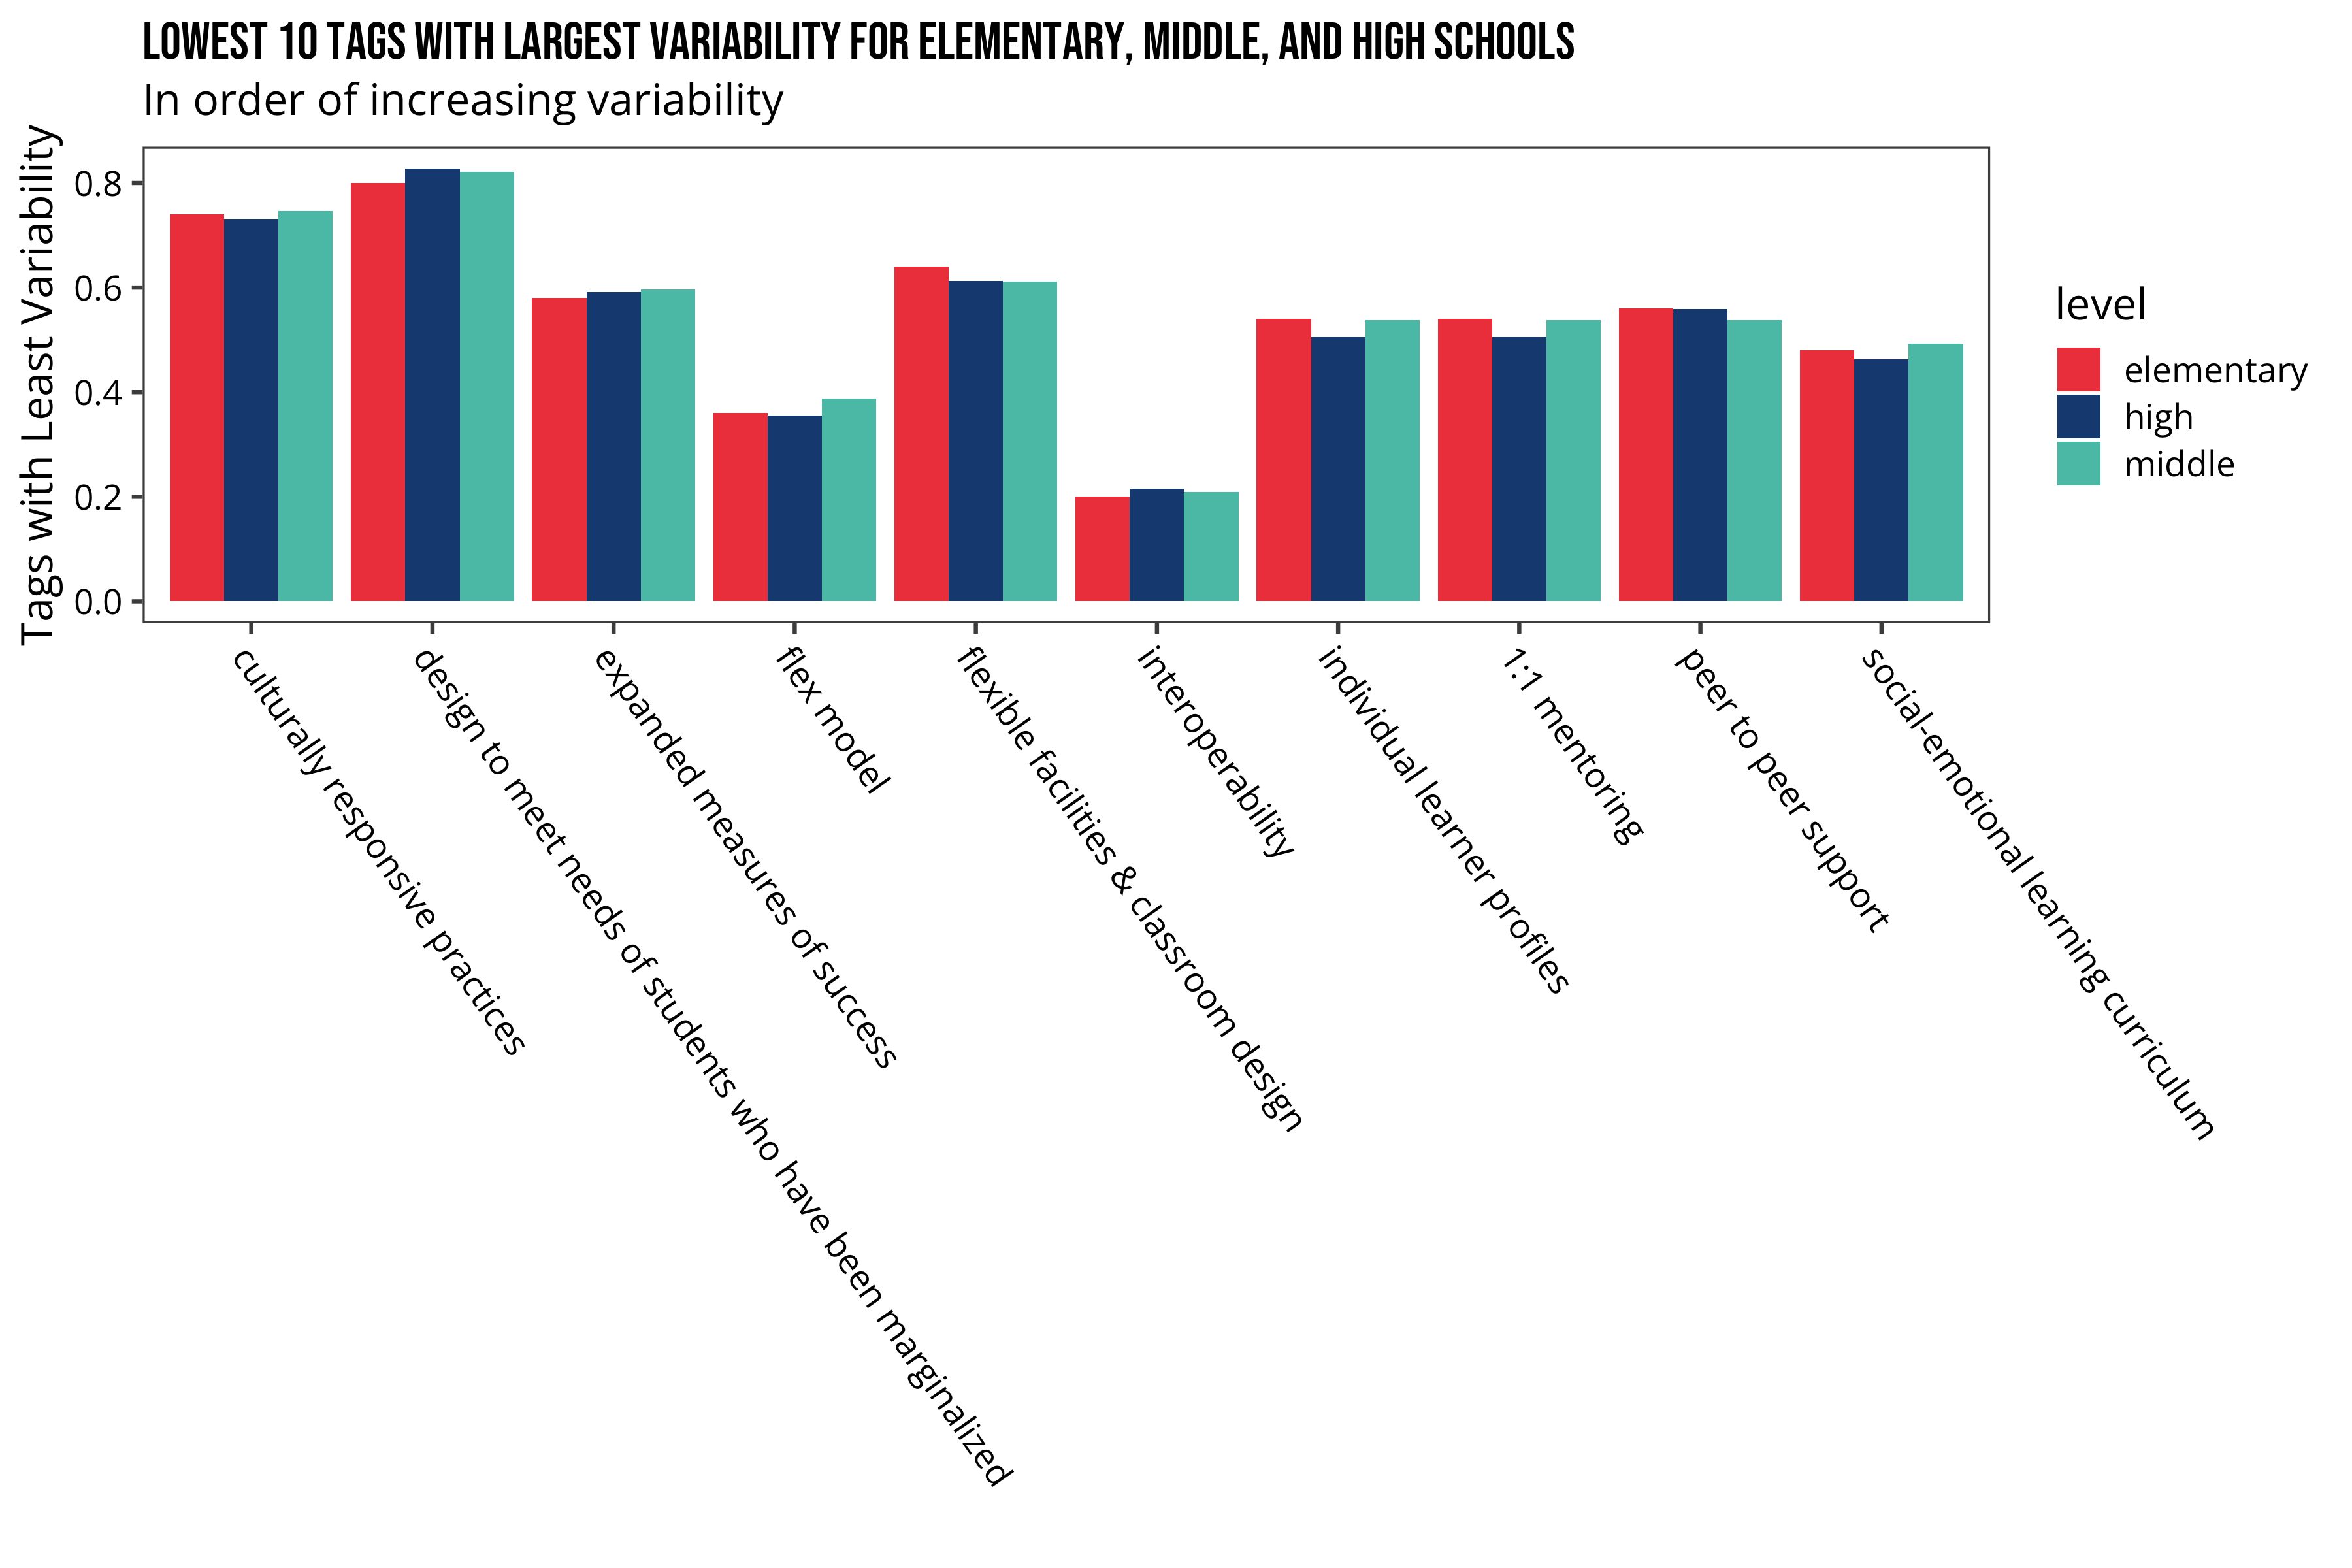 LOWEST 10 TAGS WITH LARGEST VARIABILITY FOR ELEMENTARY, MIDDLE, AND HIGH SCHOOLS
In order of increasing variability
Tags with Least Variability
0.8
0.6
0.4
0.2
0.0
culturally responsive practices
design to meet needs of students who have been marginalized
expanded measures of success
flex model
flexible facilities & classroom design
interoperability
individual learner profiles
1:1 mentoring
peer to peer support
social-emotional learning curriculum
level
elementary
high
middle